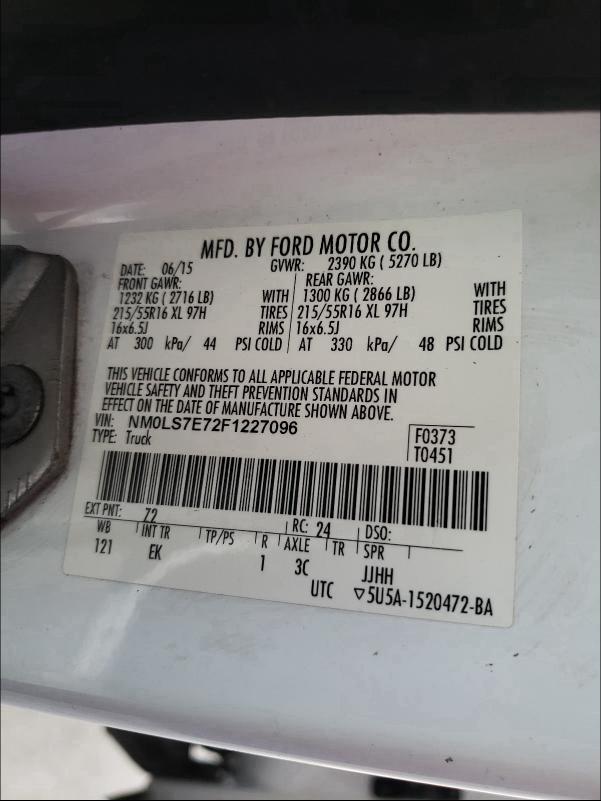 MFD. BY FORD MOTOR CO.
DATE: 06/15 GVWR: 2390 KG ( 5270 LB)
FRONT GAWR: REAR GAWR:
1232 KG ( 2716 LB) WITH 1300 KG ( 2866 LB) WITH
215/55R16 XL 97H TIRES 215/55R16 XL 97H TIRES
16x6.5J RIMS 16x6.5J RIMS
AT 300 kPa/ 44 PSI COLD AT 330 kPa/ 48 PSI COLD
THIS VEHICLE CONFORMS TO ALL APPLICABLE FEDERAL MOTOR
VEHICLE SAFETY AND THEFT PREVENTION STANDARDS IN
EFFECT ON THE DATE OF MANUFACTURE SHOWN ABOVE.
VIN: NM0LS7E72F1227096 F0373
TYPE: Truck T0451
EXT PNT: 72 RC: 24 DSO:
WB INT TR TP/PS R AXLE TR SPR
121 EK 1 3C JJHH
UTC ▽5U5A-1520472-BA